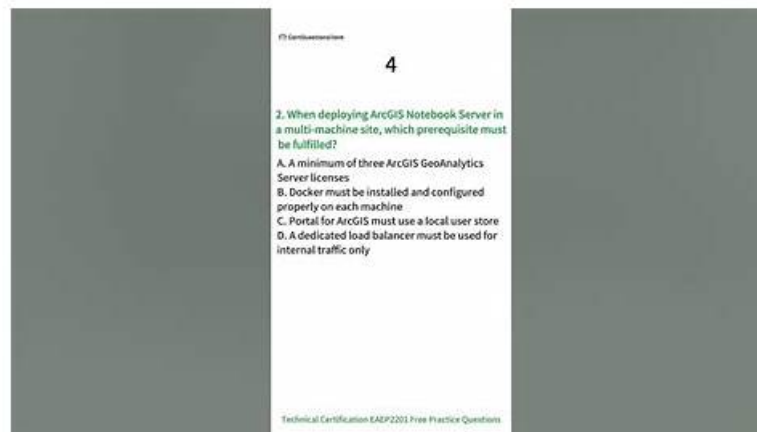 4
2. When deploying ArcGIS Notebook Server in
a multi-machine site, which prerequisite must
be fulfilled?
A. A minimum of three ArcGIS GeoAnalytics
Server licenses
B. Docker must be installed and configured
properly on each machine
C. Portal for ArcGIS must use a local user store
D. A dedicated load balancer must be used for
internal traffic only
Technical Certification EAEP2201 Free Practice Questions